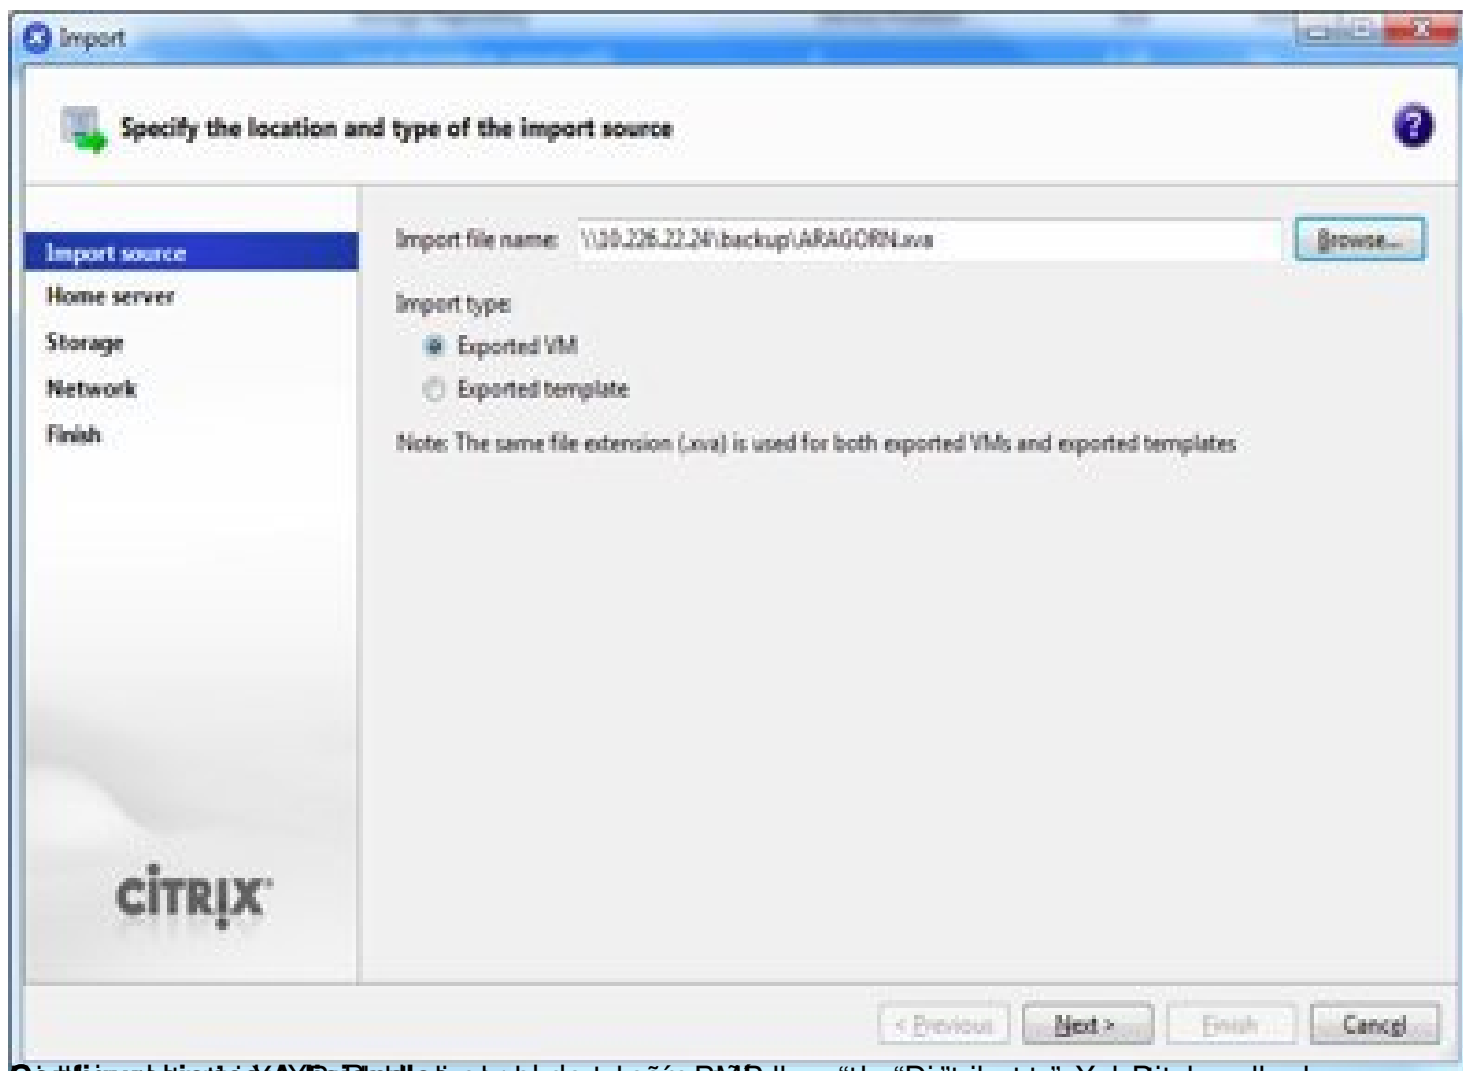 Import
Specify the location and type of the import source
Import source
Home server
Storage
Network
Finish
Import file name: \\10.226.22.24\backup\ARAGORN.xva
Browse...
Import type:
Exported VM
Exported template
Note: The same file extension (.xva) is used for both exported VMs and exported templates
CITRIX
< Previous
Next >
Finish
Cancel